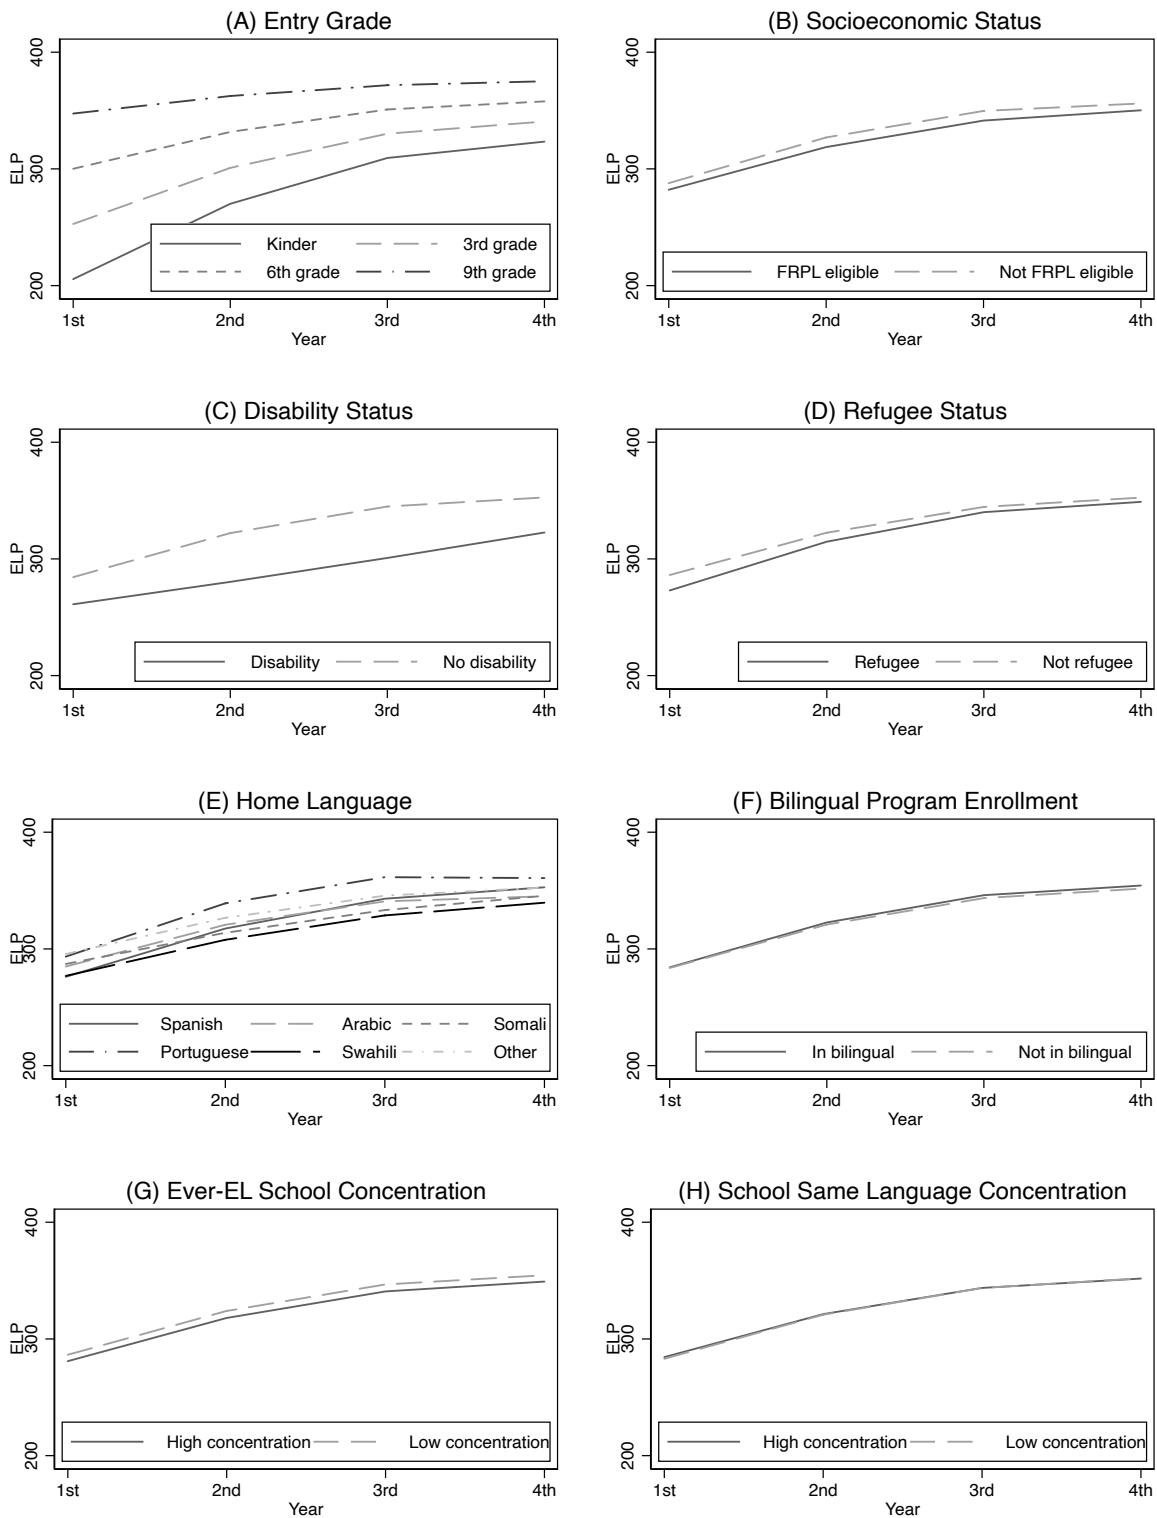 (A) Entry Grade
ELP
400
300
200
Kinder 3rd grade
6th grade 9th grade
1st 2nd 3rd 4th
Year
(B) Socioeconomic Status
ELP
400
300
200
FRPL eligible Not FRPL eligible
1st 2nd 3rd 4th
Year
(C) Disability Status
ELP
400
300
200
Disability No disability
1st 2nd 3rd 4th
Year
(D) Refugee Status
ELP
400
300
200
Refugee Not refugee
1st 2nd 3rd 4th
Year
(E) Home Language
ELP
400
300
200
Spanish Arabic Somali
Portuguese Swahili Other
1st 2nd 3rd 4th
Year
(F) Bilingual Program Enrollment
ELP
400
300
200
In bilingual Not in bilingual
1st 2nd 3rd 4th
Year
(G) Ever-EL School Concentration
ELP
400
300
200
High concentration Low concentration
1st 2nd 3rd 4th
Year
(H) School Same Language Concentration
ELP
400
300
200
High concentration Low concentration
1st 2nd 3rd 4th
Year